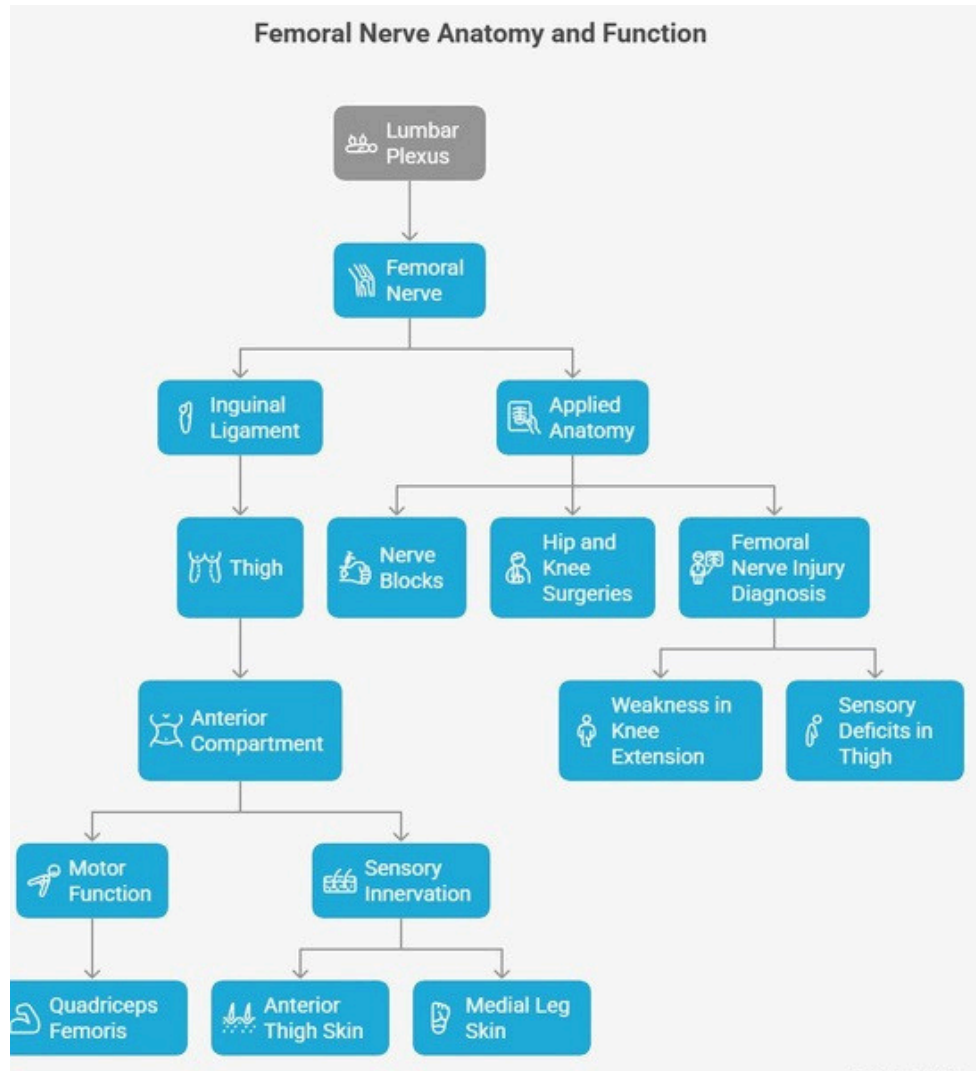 Femoral Nerve Anatomy and Function
Lumbar
Plexus
Femoral
Nerve
Inguinal
Ligament
Applied
Anatomy
Thigh
Nerve
Blocks
Hip and
Knee
Surgeries
Femoral
Nerve Injury
Diagnosis
Anterior
Compartment
Weakness in
Knee
Extension
Sensory
Deficits in
Thigh
Motor
Function
Sensory
Innervation
Quadriceps
Femoris
Anterior
Thigh Skin
Medial Leg
Skin